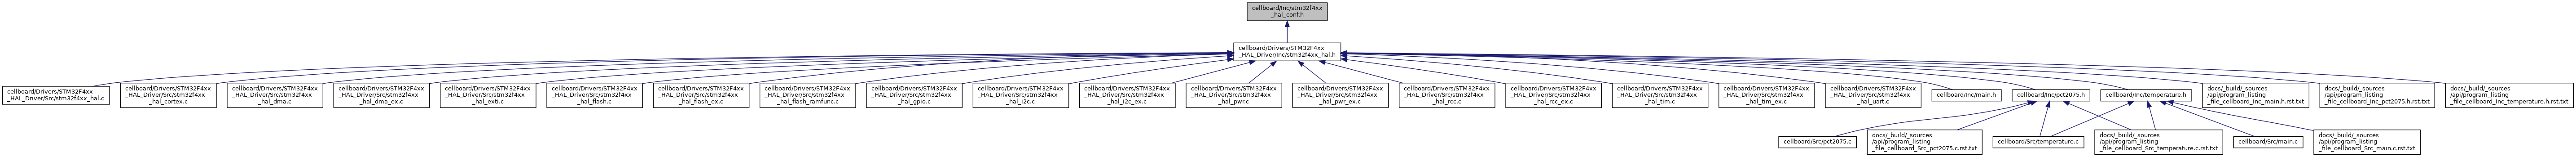 cellboard/Inc/stm32f4xx
_hal_conf.h
cellboard/Drivers/STM32F4xx
_HAL_Driver/Inc/stm32f4xx_hal.h
cellboard/Drivers/STM32F4xx
_HAL_Driver/Src/stm32f4xx_hal.c
cellboard/Drivers/STM32F4xx
_HAL_Driver/Src/stm32f4xx
_hal_cortex.c
cellboard/Drivers/STM32F4xx
_HAL_Driver/Src/stm32f4xx
_hal_dma.c
cellboard/Drivers/STM32F4xx
_HAL_Driver/Src/stm32f4xx
_hal_dma_ex.c
cellboard/Drivers/STM32F4xx
_HAL_Driver/Src/stm32f4xx
_hal_exti.c
cellboard/Drivers/STM32F4xx
_HAL_Driver/Src/stm32f4xx
_hal_flash.c
cellboard/Drivers/STM32F4xx
_HAL_Driver/Src/stm32f4xx
_hal_flash_ex.c
cellboard/Drivers/STM32F4xx
_HAL_Driver/Src/stm32f4xx
_hal_flash_ramfunc.c
cellboard/Drivers/STM32F4xx
_HAL_Driver/Src/stm32f4xx
_hal_gpio.c
cellboard/Drivers/STM32F4xx
_HAL_Driver/Src/stm32f4xx
_hal_i2c.c
cellboard/Drivers/STM32F4xx
_HAL_Driver/Src/stm32f4xx
_hal_i2c_ex.c
cellboard/Drivers/STM32F4xx
_HAL_Driver/Src/stm32f4xx
_hal_pwr.c
cellboard/Drivers/STM32F4xx
_HAL_Driver/Src/stm32f4xx
_hal_pwr_ex.c
cellboard/Drivers/STM32F4xx
_HAL_Driver/Src/stm32f4xx
_hal_rcc.c
cellboard/Drivers/STM32F4xx
_HAL_Driver/Src/stm32f4xx
_hal_rcc_ex.c
cellboard/Drivers/STM32F4xx
_HAL_Driver/Src/stm32f4xx
_hal_tim.c
cellboard/Drivers/STM32F4xx
_HAL_Driver/Src/stm32f4xx
_hal_tim_ex.c
cellboard/Drivers/STM32F4xx
_HAL_Driver/Src/stm32f4xx
_hal_uart.c
cellboard/Inc/main.h
cellboard/Inc/pct2075.h
cellboard/Inc/temperature.h
docs/_build/_sources
/api/program_listing
_file_cellboard_Inc_main.h.rst.txt
docs/_build/_sources
/api/program_listing
_file_cellboard_Inc_pct2075.h.rst.txt
docs/_build/_sources
/api/program_listing
_file_cellboard_Inc_temperature.h.rst.txt
cellboard/Src/pct2075.c
docs/_build/_sources
/api/program_listing
_file_cellboard_Src_pct2075.c.rst.txt
cellboard/Src/temperature.c
docs/_build/_sources
/api/program_listing
_file_cellboard_Src_temperature.c.rst.txt
cellboard/Src/main.c
docs/_build/_sources
/api/program_listing
_file_cellboard_Src_main.c.rst.txt